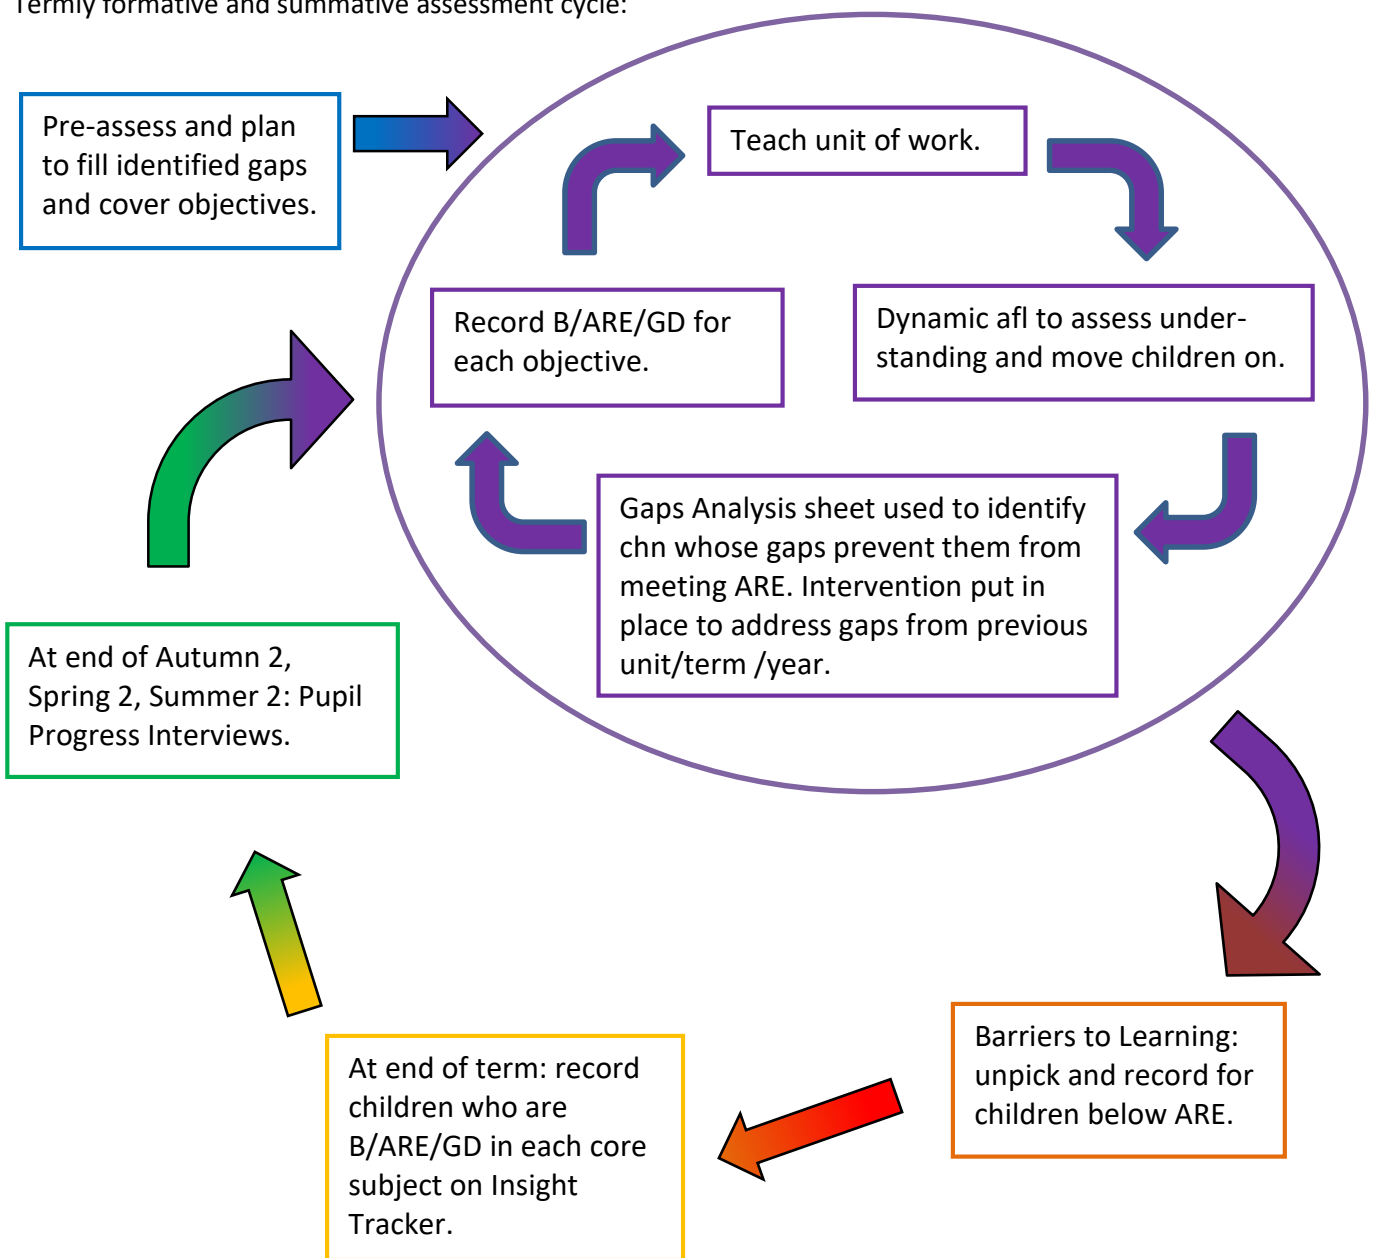 Termly formative and summative assessment cycle:
Pre-assess and plan
to fill identified gaps
and cover objectives.
Teach unit of work.
Dynamic afl to assess under-
standing and move children on.
Gaps Analysis sheet used to identify
chn whose gaps prevent them from
meeting ARE. Intervention put in
place to address gaps from previous
unit/term /year.
Record B/ARE/GD for
each objective.
Barriers to Learning:
unpick and record for
children below ARE.
At end of term: record
children who are
B/ARE/GD in each core
subject on Insight
Tracker.
At end of Autumn 2,
Spring 2, Summer 2: Pupil
Progress Interviews.